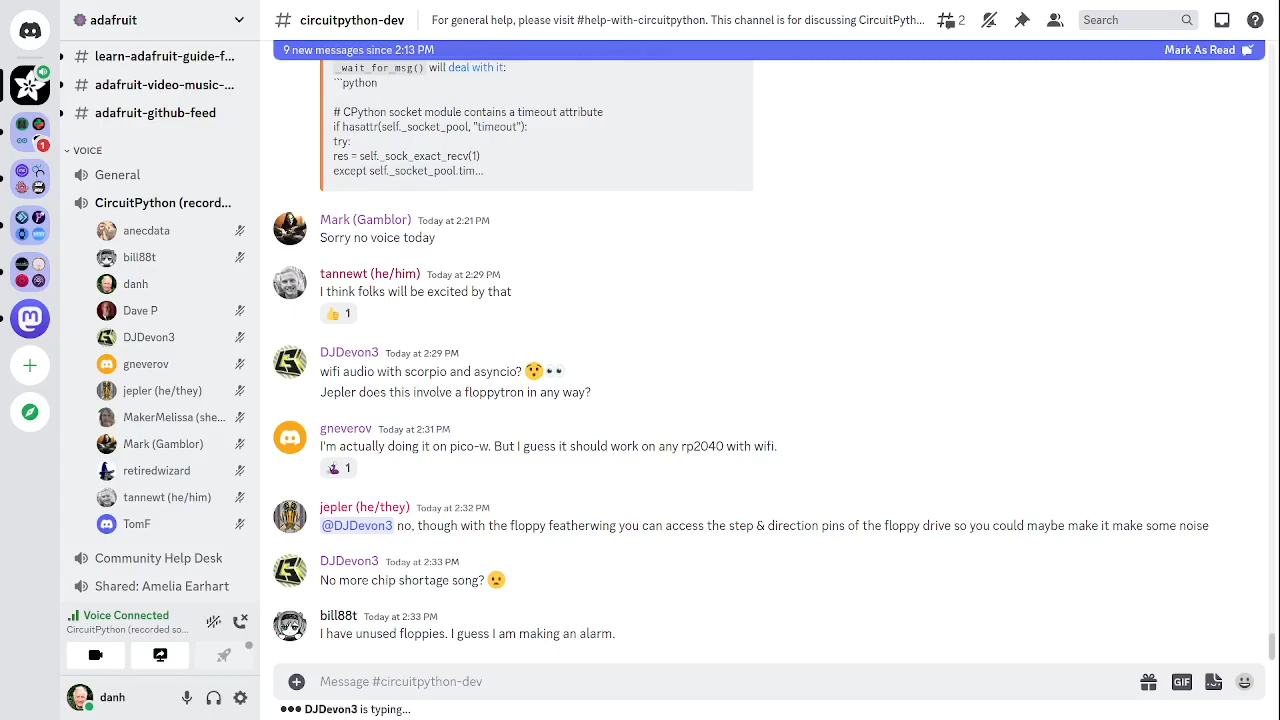 adafruit
learn-adafruit-guide-f...
adafruit-video-music-...
adafruit-github-feed
VOICE
General
CircuitPython (record...
anecdata
bill88t
danh
Dave P
DJDevon3
gneverov
jepler (he/they)
MakerMelissa (she...
Mark (Gamblor)
retiredwizard
tannewt (he/him)
TomF
Community Help Desk
Shared: Amelia Earhart
Voice Connected
CircuitPython (recorded so...
danh
1
circuitpython-dev
For general help, please visit #help-with-circuitpython. This channel is for discussing CircuitPyth...
2
Search
9 new messages since 2:13 PM
Mark As Read
_wait_for_msg() will deal with it:
```python
# CPython socket module contains a timeout attribute
if hasattr(self._socket_pool, "timeout"):
try:
res = self._sock_exact_recv(1)
except self._socket_pool.tim...
Mark (Gamblor) Today at 2:21 PM
Sorry no voice today
tannewt (he/him) Today at 2:29 PM
I think folks will be excited by that
👍 1
DJDevon3 Today at 2:29 PM
wifi audio with scorpio and asyncio? 😲 👀
Jepler does this involve a floppytron in any way?
gneverov Today at 2:31 PM
I'm actually doing it on pico-w. But I guess it should work on any rp2040 with wifi.
1
jepler (he/they) Today at 2:32 PM
@DJDevon3 no, though with the floppy featherwing you can access the step & direction pins of the floppy drive so you could maybe make it make some noise
DJDevon3 Today at 2:33 PM
No more chip shortage song? 😦
bill88t Today at 2:33 PM
I have unused floppies. I guess I am making an alarm.
Message #circuitpython-dev
GIF
DJDevon3 is typing...